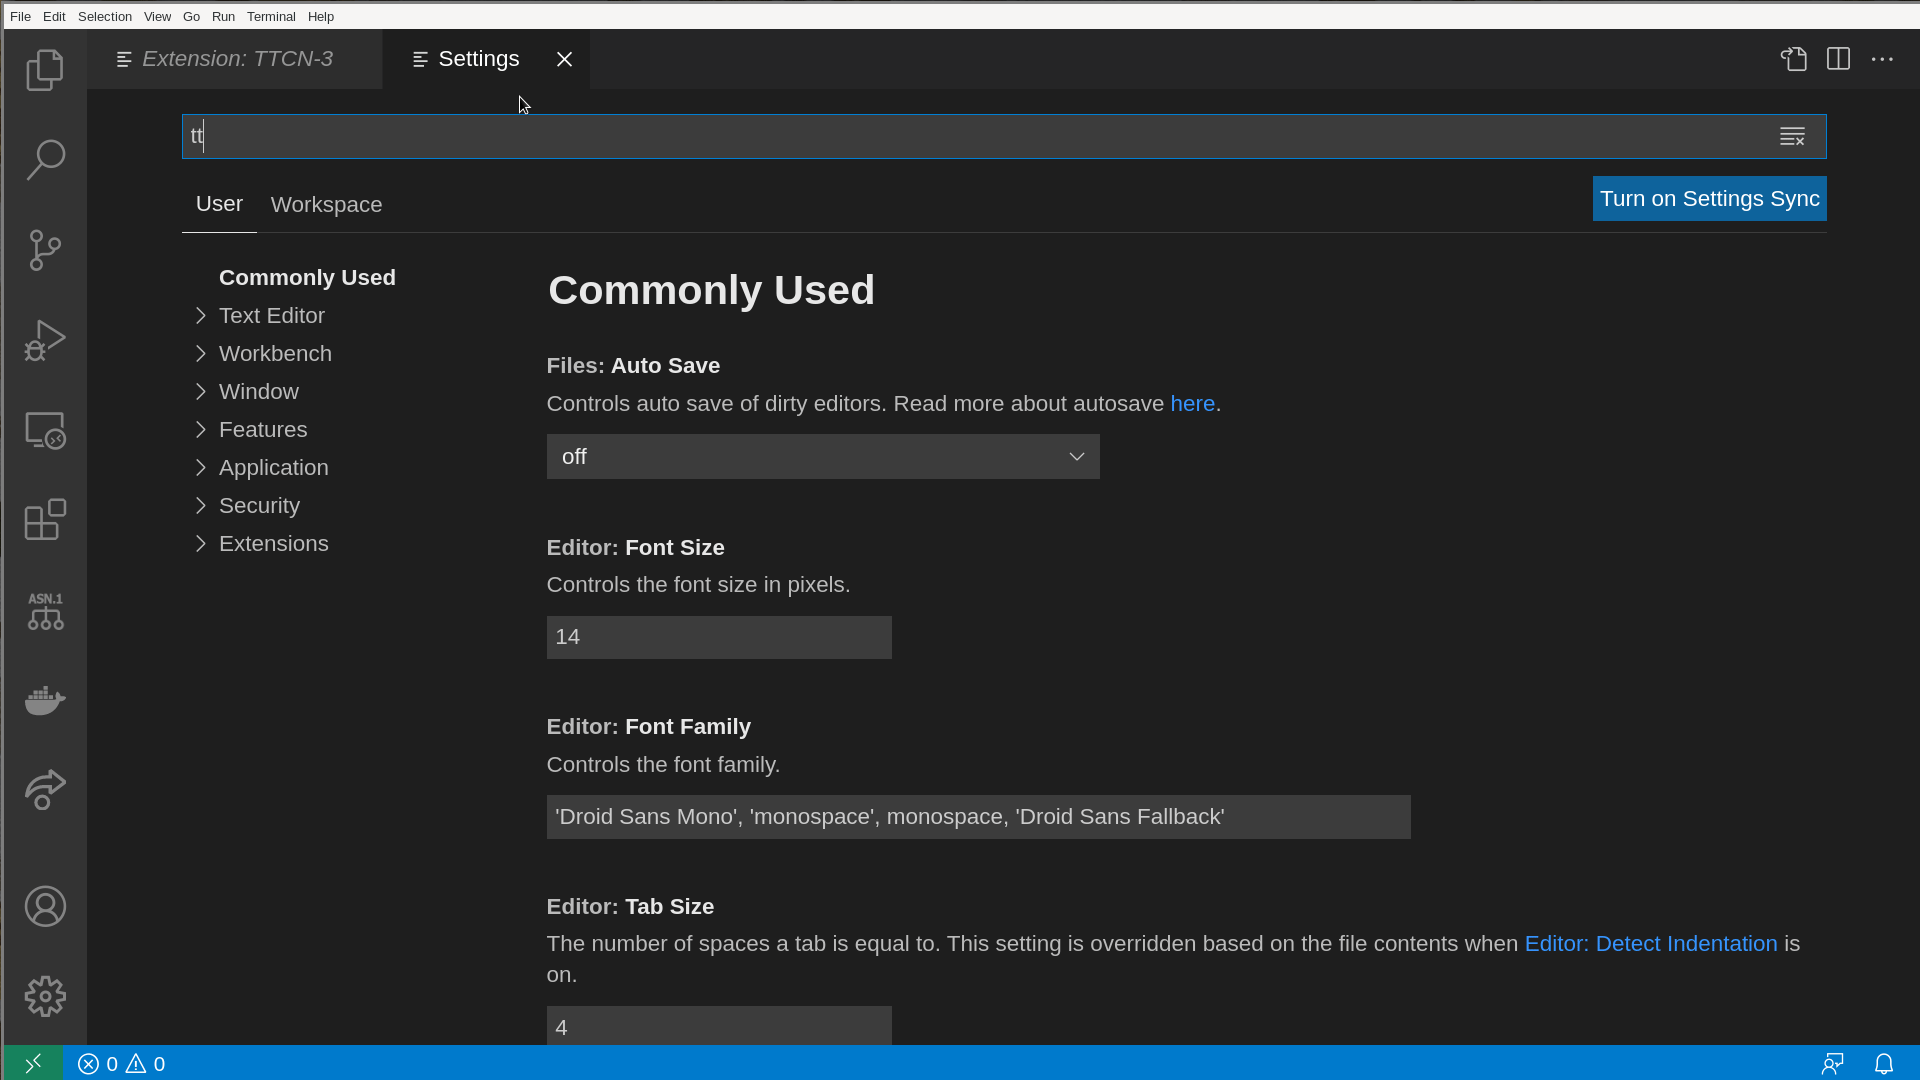 File Edit Selection View Go Run Terminal Help
Extension: TTCN-3
Settings
tt
User Workspace
Turn on Settings Sync
Commonly Used
Text Editor
Workbench
Window
Features
Application
Security
Extensions
Commonly Used
Files: Auto Save
Controls auto save of dirty editors. Read more about autosave here.
off
Editor: Font Size
Controls the font size in pixels.
14
Editor: Font Family
Controls the font family.
'Droid Sans Mono', 'monospace', monospace, 'Droid Sans Fallback'
Editor: Tab Size
The number of spaces a tab is equal to. This setting is overridden based on the file contents when Editor: Detect Indentation is
on.
4
ASN.1
0 0